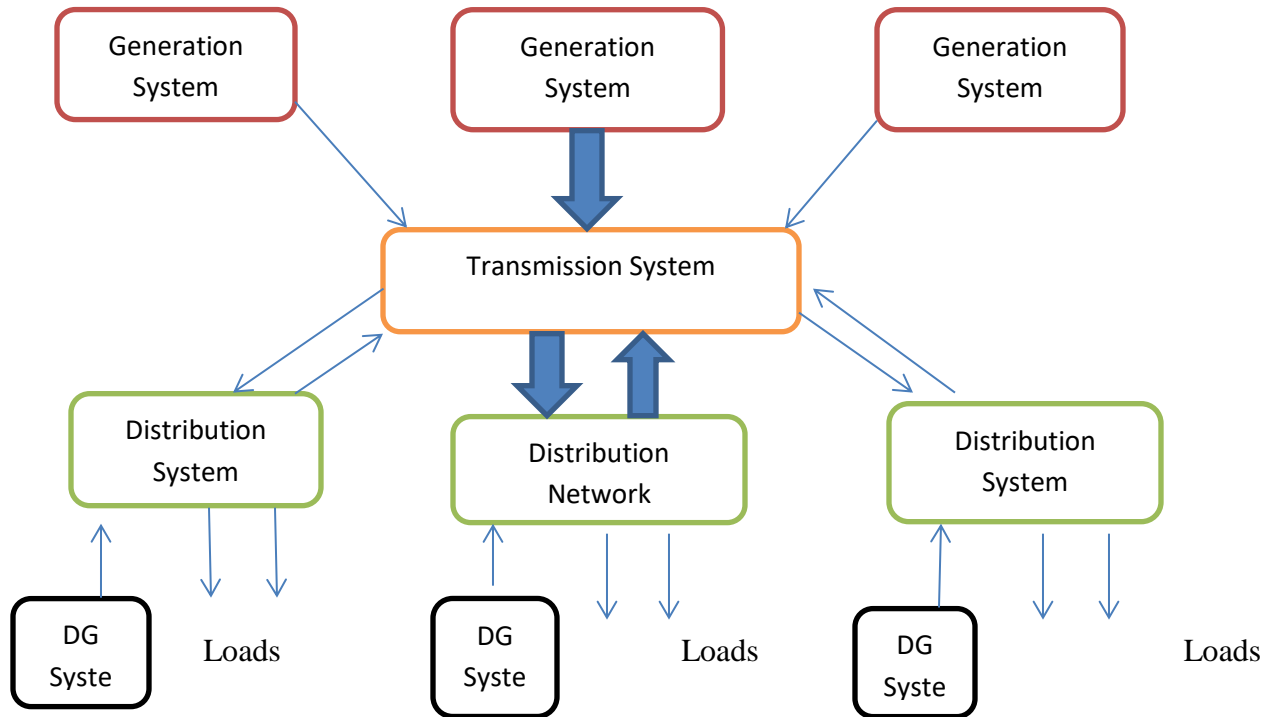 Generation
System
Generation
System
Generation
System
Transmission System
Distribution
System
Distribution
Network
Distribution
System
DG
Syste
Loads
DG
Syste
Loads
DG
Syste
Loads